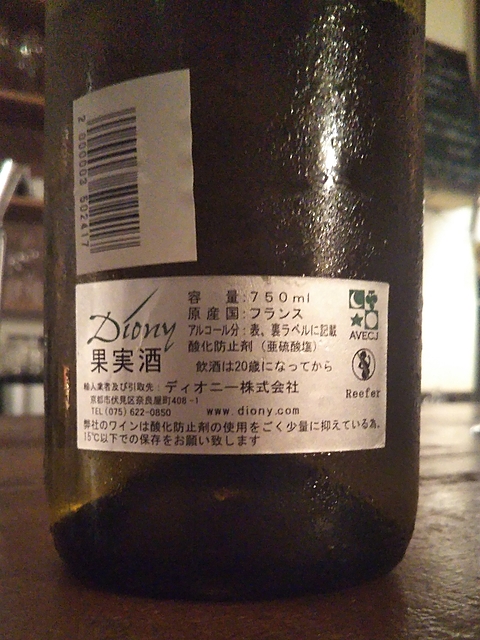 2 000002 502417
Diony
果実酒
容 量:750ml
原産国:フランス
アルコール分:表、裏ラベルに記載
酸化防止剤（亜硫酸塩）
飲酒は20歳になってから
輸入業者及び引取先:ディオニー株式会社
京都市伏見区奈良屋町408-1
TEL(075)622-0850 www.diony.com
弊社のワインは酸化防止剤の使用をごく少量に抑えている為、
15℃以下での保存をお願い致します
AVECJ
Reefer